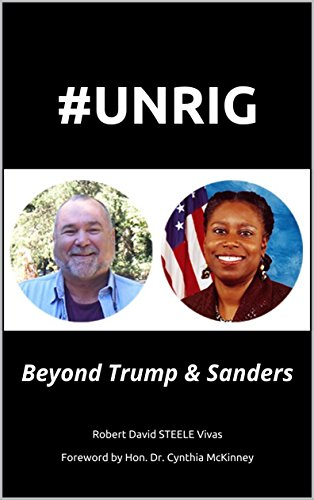 #UNRIG
Beyond Trump & Sanders
Robert David STEELE Vivas
Foreword by Hon. Dr. Cynthia McKinney